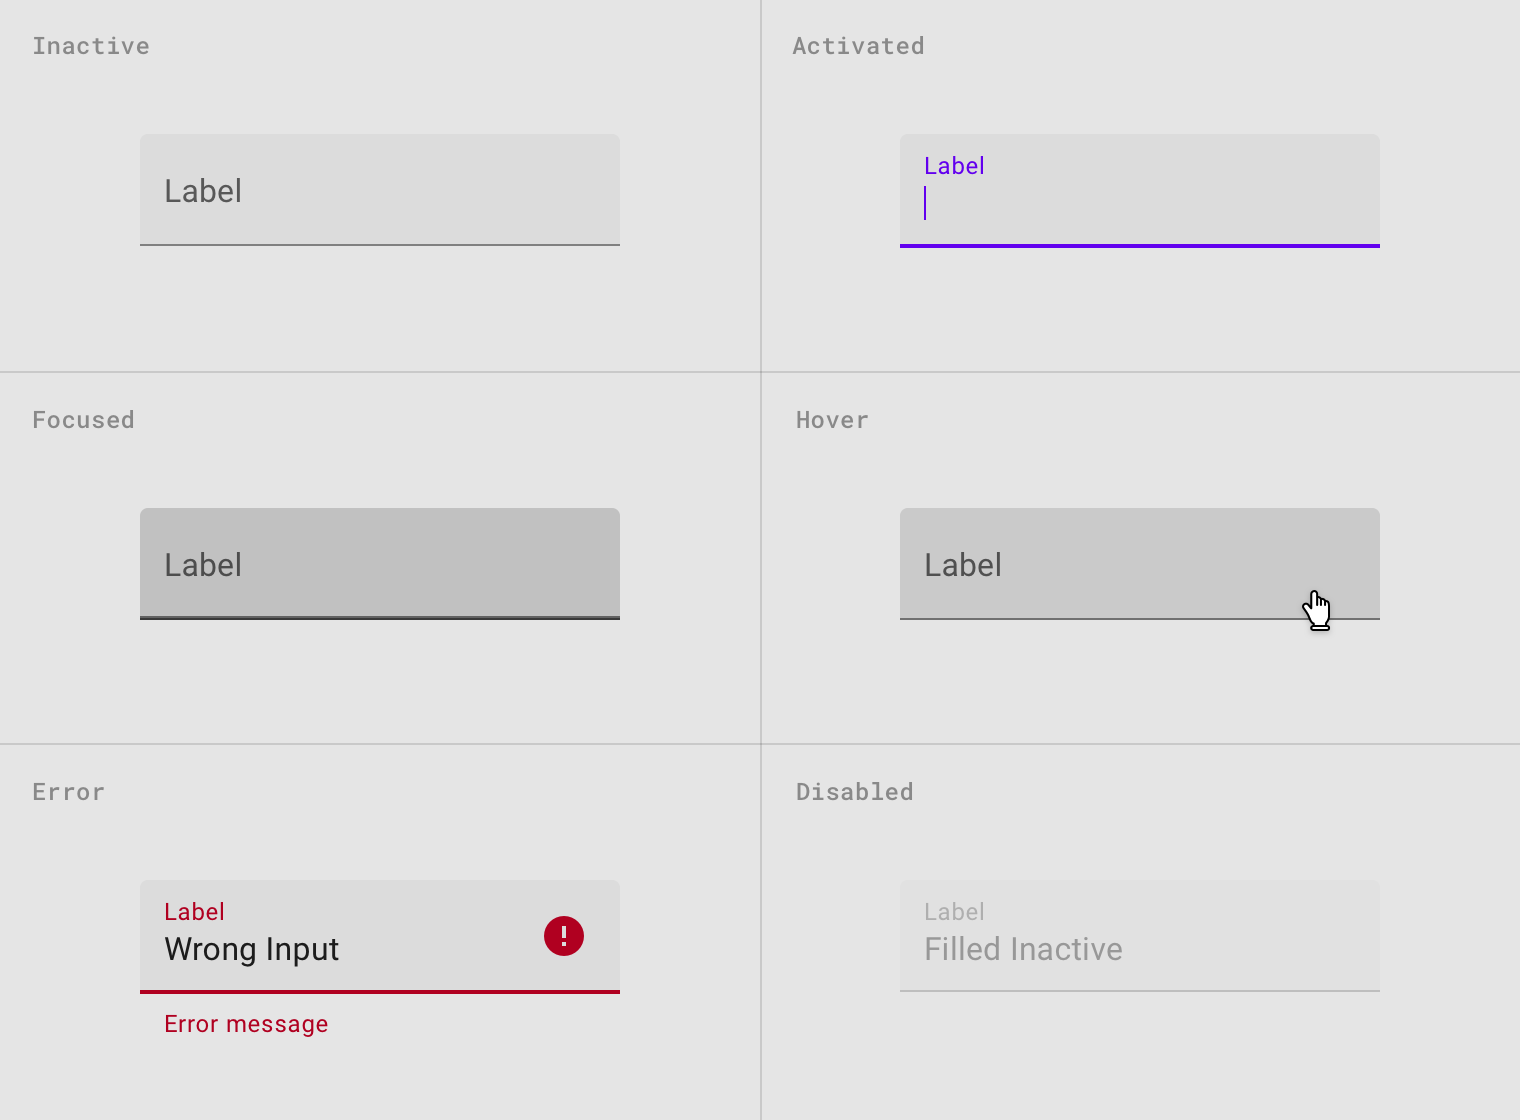 Inactive
Activated
Label
Label
Focused
Hover
Label
Label
Error
Disabled
Label
Wrong Input
Error message
Label
Filled Inactive